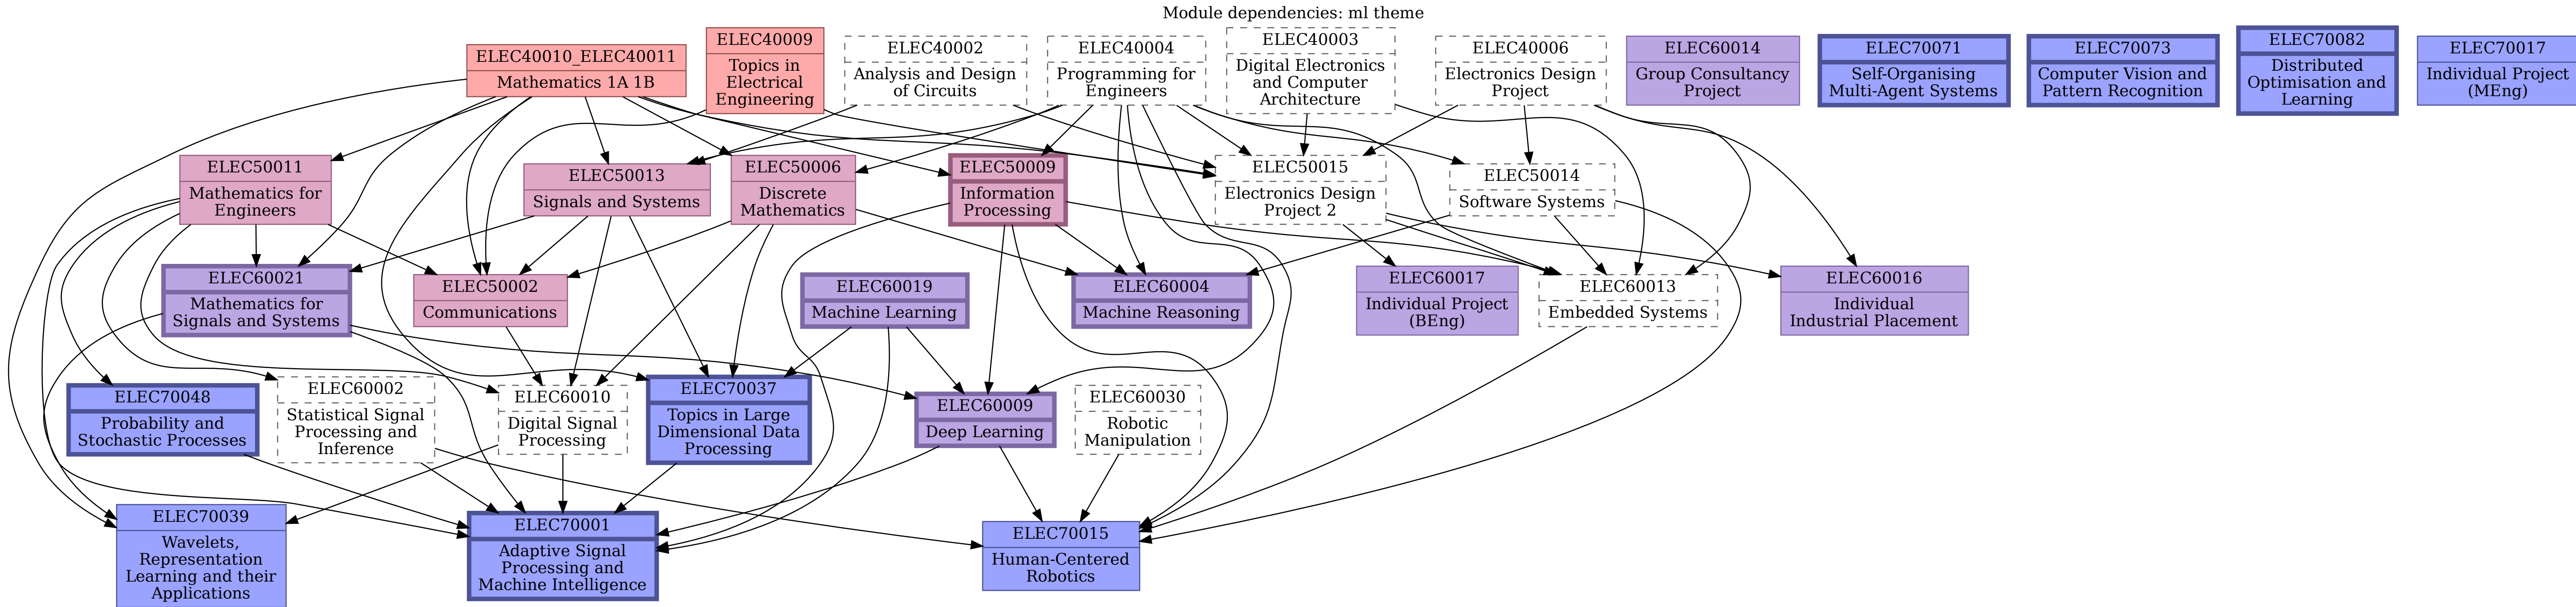 Module dependencies: ml theme
ELEC40010_ELEC40011
Mathematics 1A 1B
ELEC40009
Topics in
Electrical
Engineering
ELEC40002
Analysis and Design
of Circuits
ELEC40004
Programming for
Engineers
ELEC40003
Digital Electronics
and Computer
Architecture
ELEC40006
Electronics Design
Project
ELEC60014
Group Consultancy
Project
ELEC70071
Self-Organising
Multi-Agent Systems
ELEC70073
Computer Vision and
Pattern Recognition
ELEC70082
Distributed
Optimisation and
Learning
ELEC70017
Individual Project
(MEng)
ELEC50011
Mathematics for
Engineers
ELEC50013
Signals and Systems
ELEC50006
Discrete
Mathematics
ELEC50009
Information
Processing
ELEC50015
Electronics Design
Project 2
ELEC50014
Software Systems
ELEC60021
Mathematics for
Signals and Systems
ELEC50002
Communications
ELEC60019
Machine Learning
ELEC60004
Machine Reasoning
ELEC60017
Individual Project
(BEng)
ELEC60013
Embedded Systems
ELEC60016
Individual
Industrial Placement
ELEC70048
Probability and
Stochastic Processes
ELEC60002
Statistical Signal
Processing and
Inference
ELEC60010
Digital Signal
Processing
ELEC70037
Topics in Large
Dimensional Data
Processing
ELEC60009
Deep Learning
ELEC60030
Robotic
Manipulation
ELEC70039
Wavelets,
Representation
Learning and their
Applications
ELEC70001
Adaptive Signal
Processing and
Machine Intelligence
ELEC70015
Human-Centered
Robotics